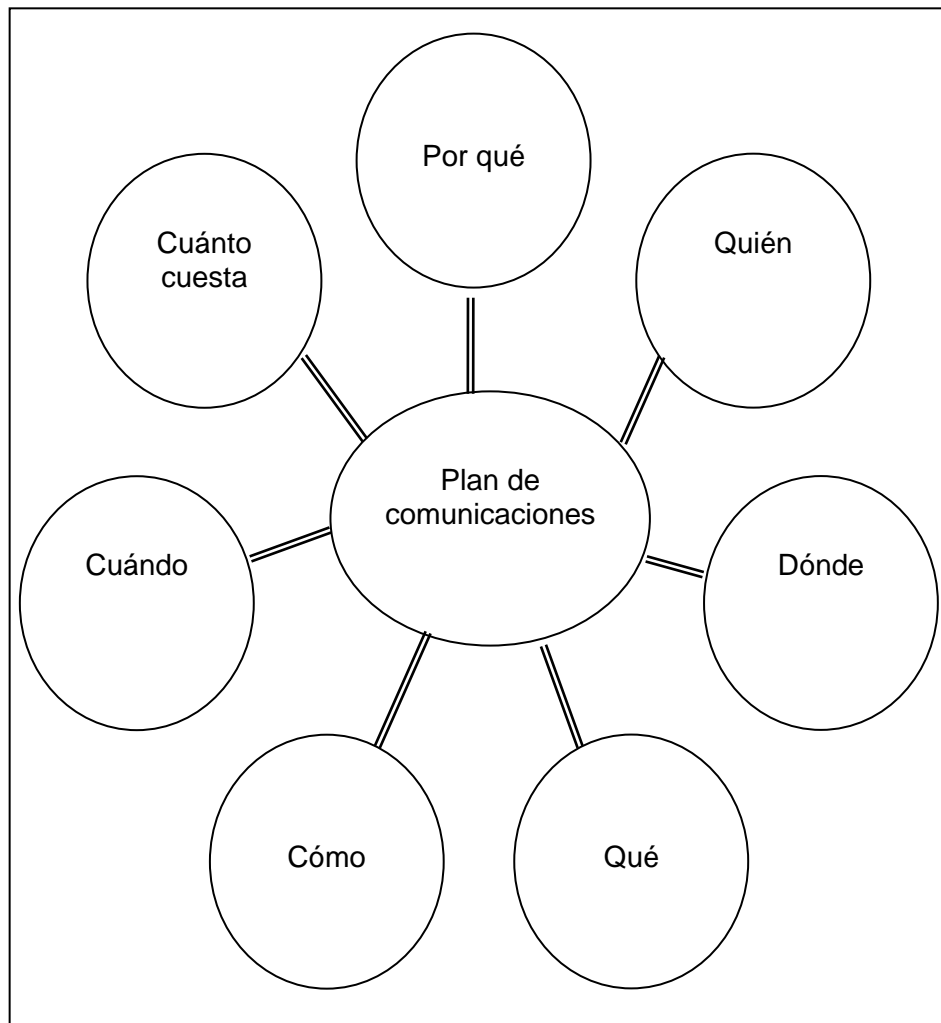 Por qué
Cuánto
cuesta
Quién
Plan de
comunicaciones
Cuándo
Dónde
Cómo
Qué